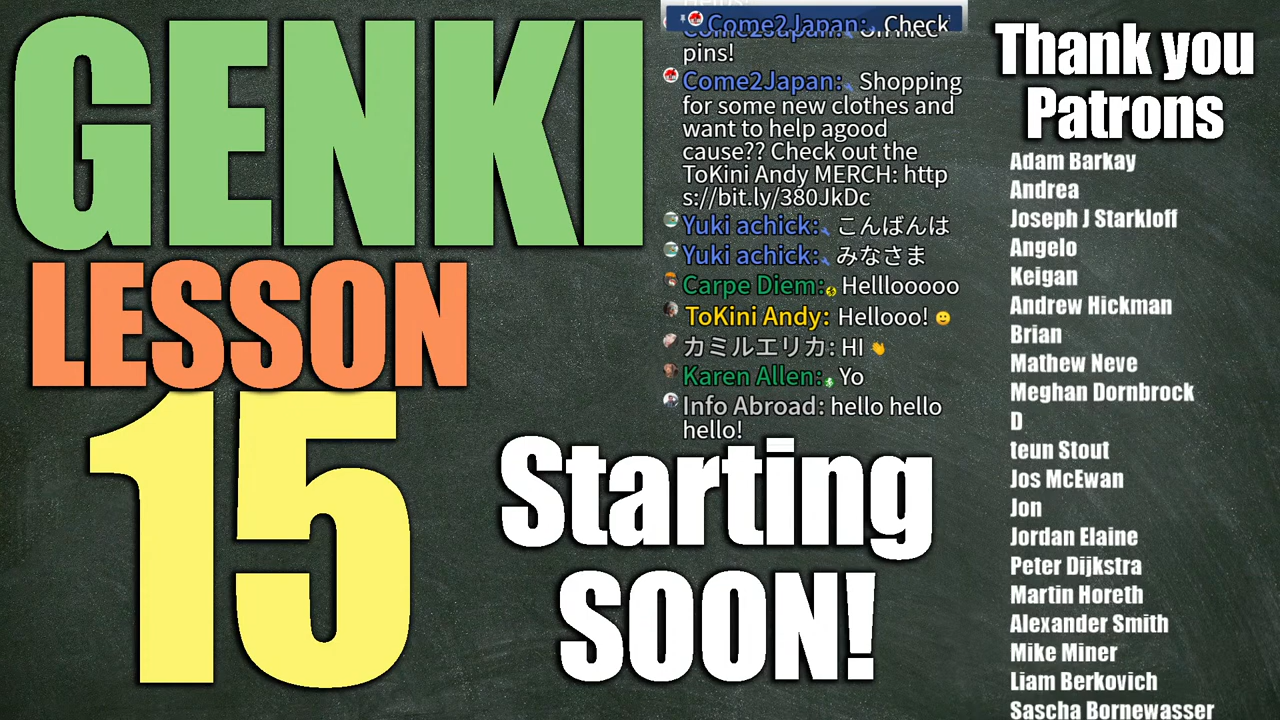 GENKI
LESSON
15
Starting
SOON!
Come2Japan: Check
pins!
Come2Japan: Shopping
for some new clothes and
want to help agood
cause?? Check out the
ToKini Andy MERCH: http
s://bit.ly/380JkDc
Yuki achick: こんばんは
Yuki achick: みなさま
Carpe Diem: Helllooooo
ToKini Andy: Hellooo!
カミルエリカ: HI
Karen Allen: Yo
Info Abroad: hello hello
hello!
Thank you
Patrons
Adam Barkay
Andrea
Joseph J Starkloff
Angelo
Keigan
Andrew Hickman
Brian
Mathew Neve
Meghan Dornbrock
D
teun Stout
Jos McEwan
Jon
Jordan Elaine
Peter Dijkstra
Martin Horeth
Alexander Smith
Mike Miner
Liam Berkovich
Sascha Bornewasser